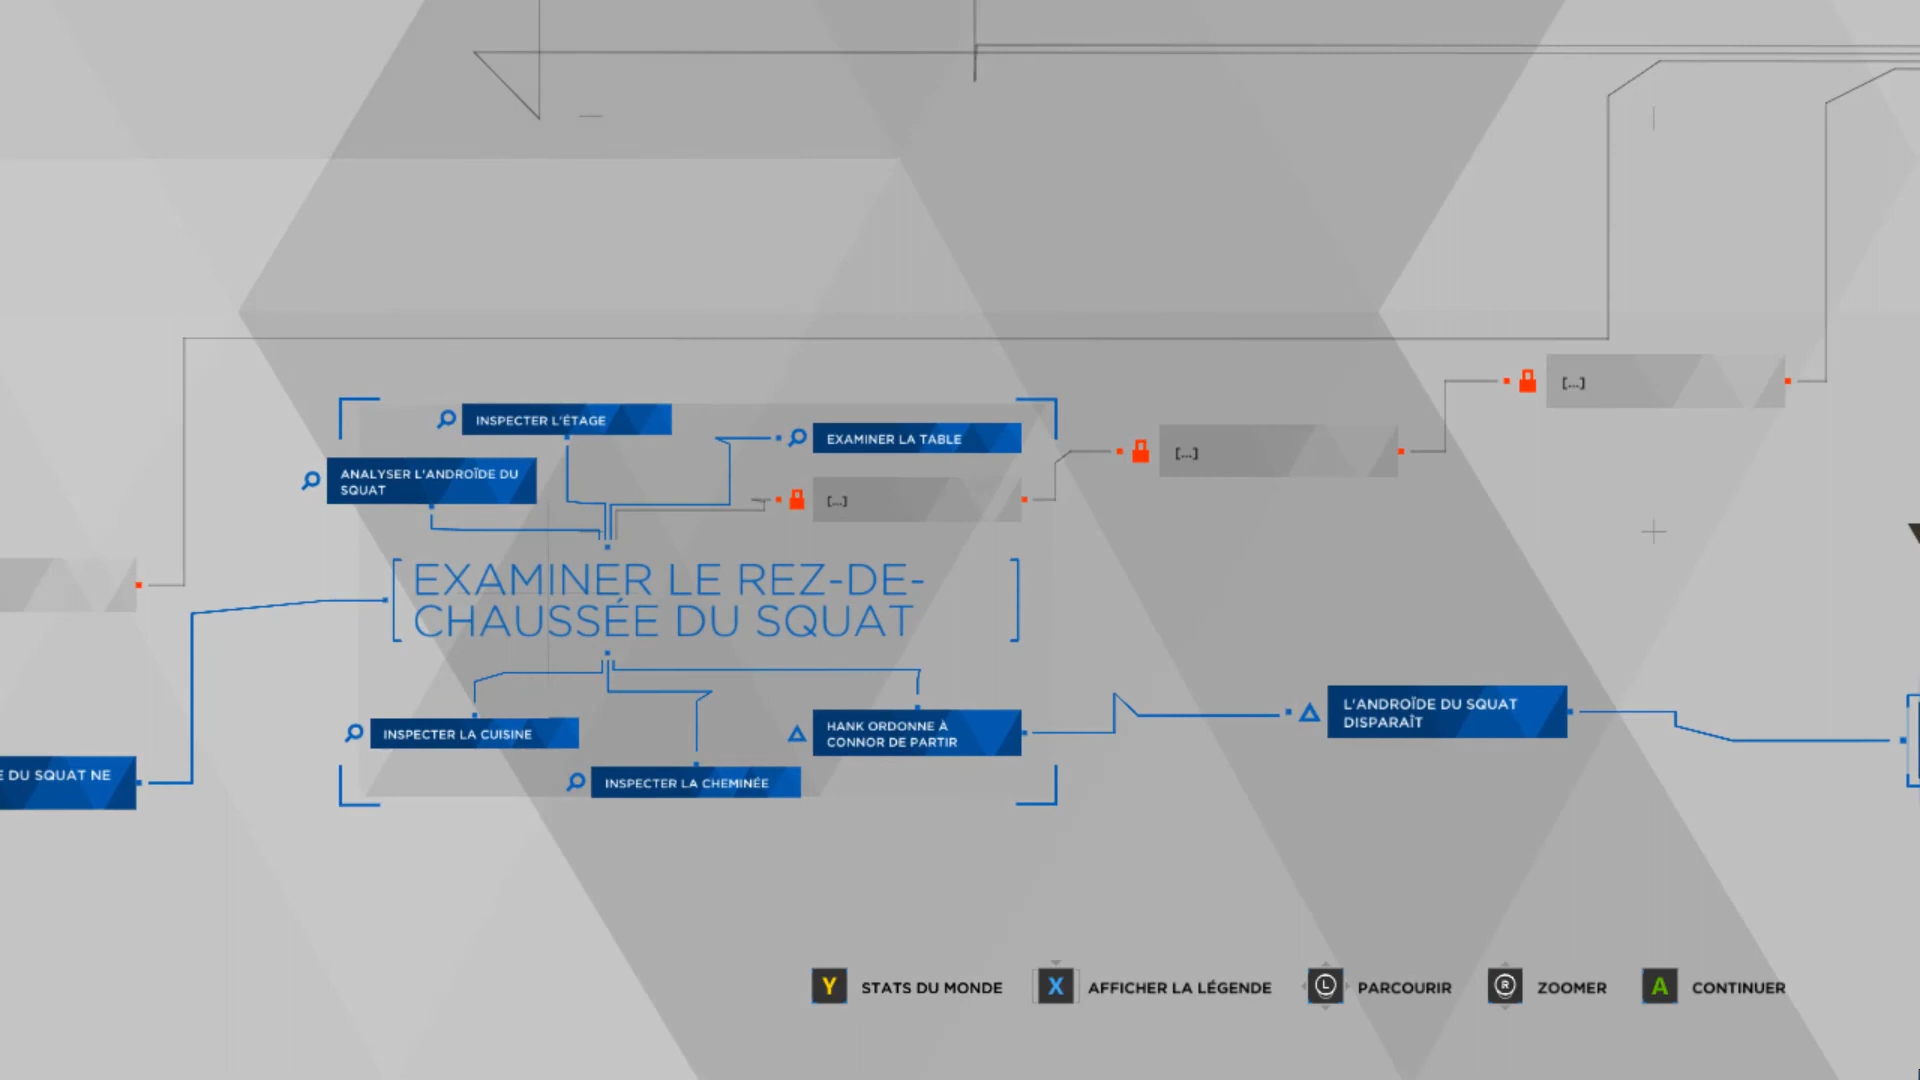 [...]
INSPECTER L'ÉTAGE
EXAMINER LA TABLE
[...]
ANALYSER L'ANDROÏDE DU
SQUAT
[...]
EXAMINER LE REZ-DE-
CHAUSSÉE DU SQUAT
L'ANDROÏDE DU SQUAT
DISPARAÎT
HANK ORDONNE À
CONNOR DE PARTIR
INSPECTER LA CUISINE
DU SQUAT NE
INSPECTER LA CHEMINÉE
Y STATS DU MONDE
X AFFICHER LA LÉGENDE
L PARCOURIR
R ZOOMER
A CONTINUER